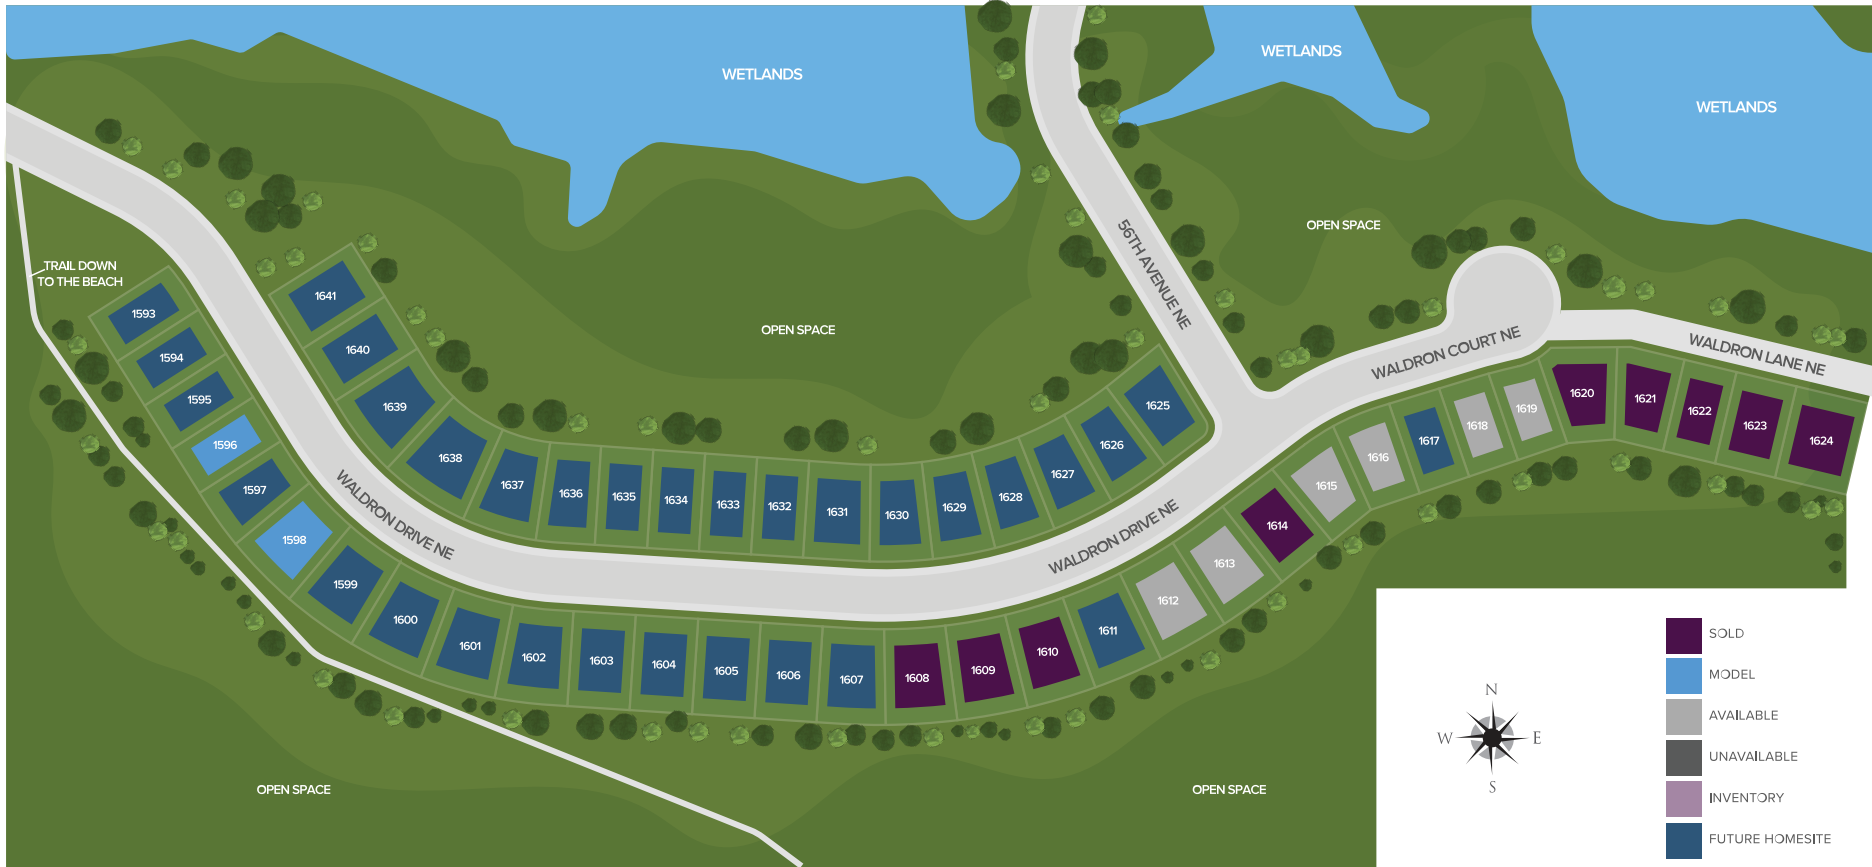 WETLANDS
WETLANDS
WETLANDS
OPEN SPACE
56TH AVENUE NE
TRAIL DOWN
TO THE BEACH
OPEN SPACE
WALDRON COURT NE
WALDRON LANE NE
1593
1594
1595
1596
1597
1598
1599
1600
1601
1602
1603
1604
1605
1606
1607
1608
1609
1610
1611
1612
1613
1614
1615
1616
1617
1618
1619
1620
1621
1622
1623
1624
1641
1640
1639
1638
1637
1636
1635
1634
1633
1632
1631
1630
1629
1628
1627
1626
1625
WALDRON DRIVE NE
WALDRON DRIVE NE
OPEN SPACE
OPEN SPACE
N
W
E
S
SOLD
MODEL
AVAILABLE
UNAVAILABLE
INVENTORY
FUTURE HOMESITE